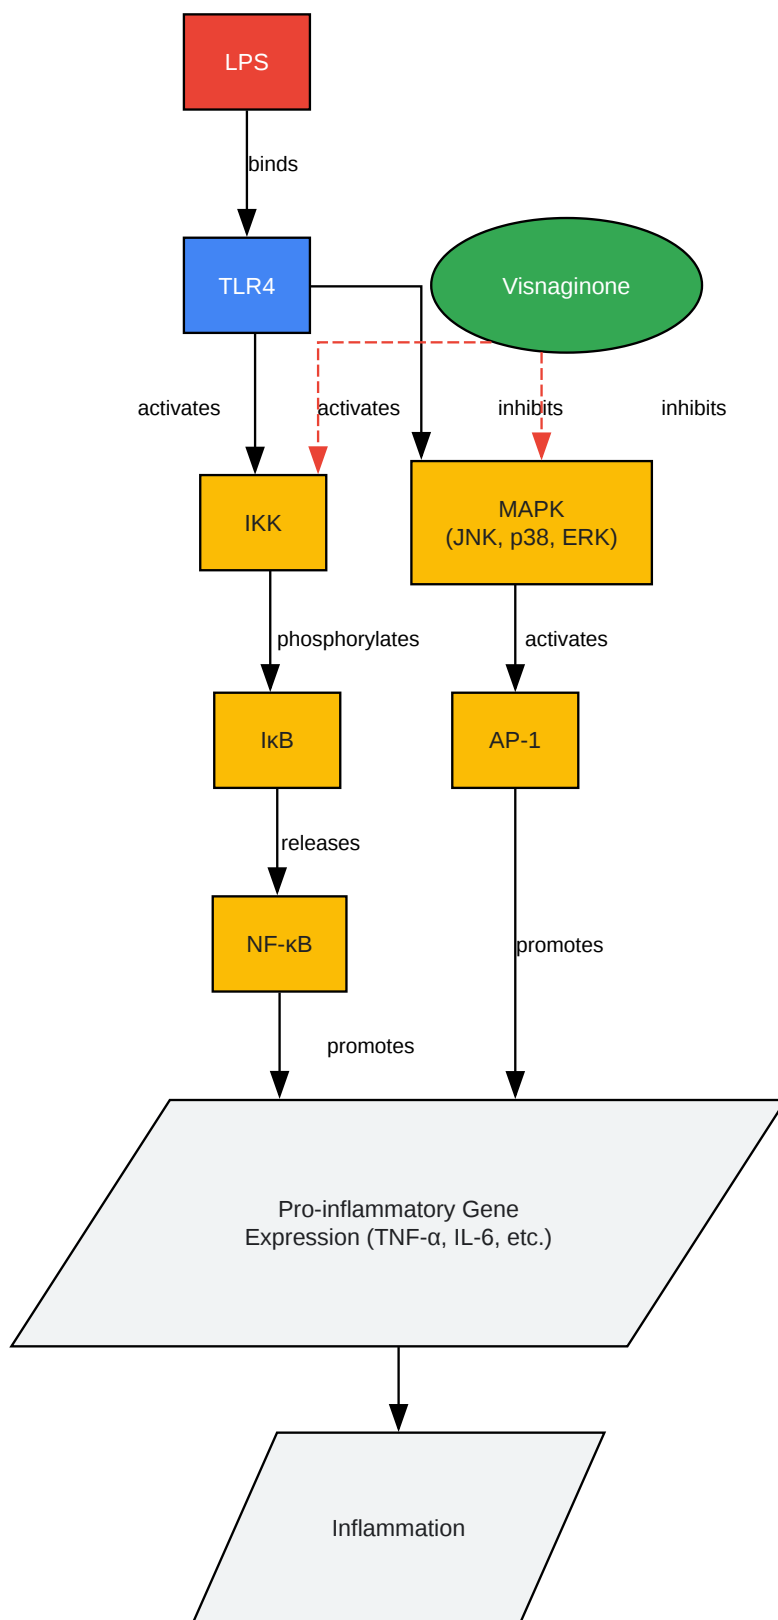 LPS
binds
TLR4
Visnaginone
activates
activates
inhibits
inhibits
IKK
MAPK
(JNK, p38, ERK)
phosphorylates
activates
IκB
AP-1
releases
NF-κB
promotes
promotes
Pro-inflammatory Gene
Expression (TNF-α, IL-6, etc.)
Inflammation